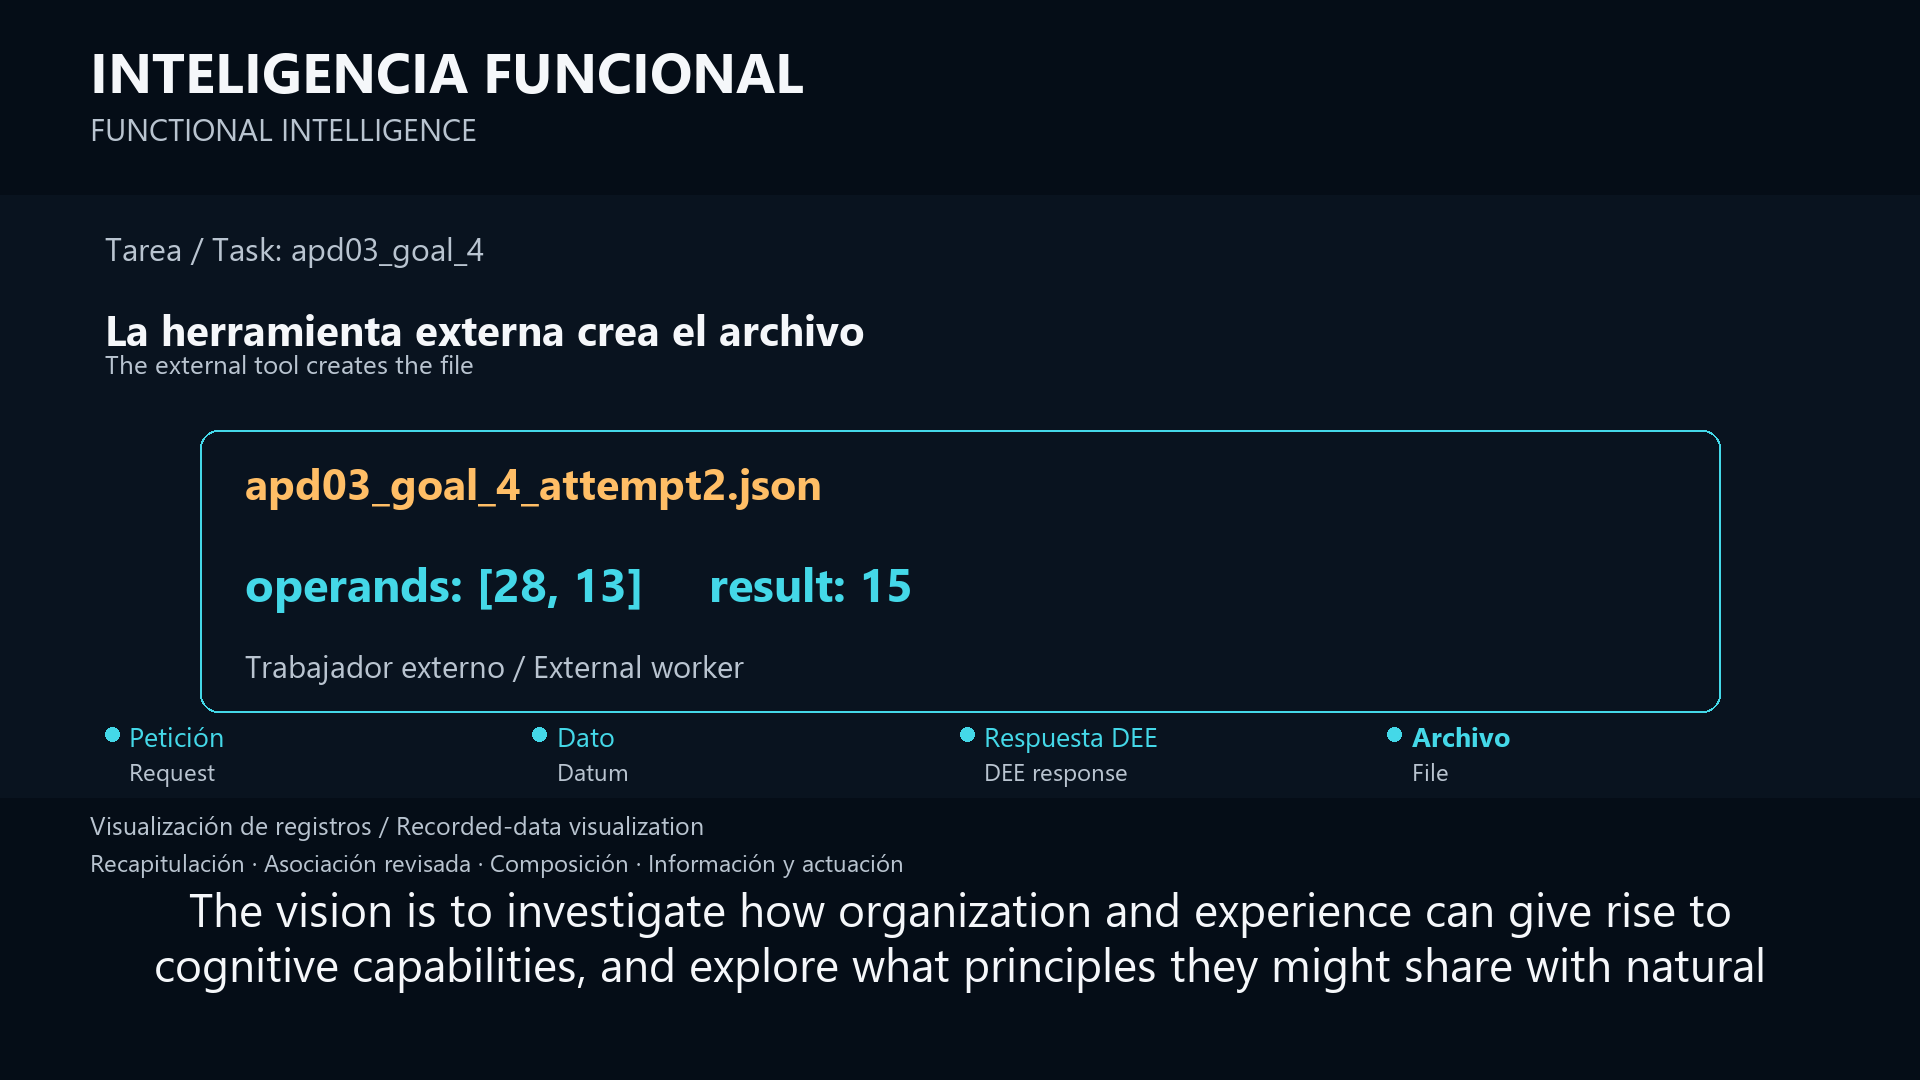 INTELIGENCIA FUNCIONAL
FUNCTIONAL INTELLIGENCE
Tarea / Task: apd03_goal_4
La herramienta externa crea el archivo
The external tool creates the file
apd03_goal_4_attempt2.json
operands: [28, 13]     result: 15
Trabajador externo / External worker
Petición
Request
Dato
Datum
Respuesta DEE
DEE response
Archivo
File
Visualización de registros / Recorded-data visualization
Recapitulación · Asociación revisada · Composición · Información y actuación
The vision is to investigate how organization and experience can give rise to
cognitive capabilities, and explore what principles they might share with natural